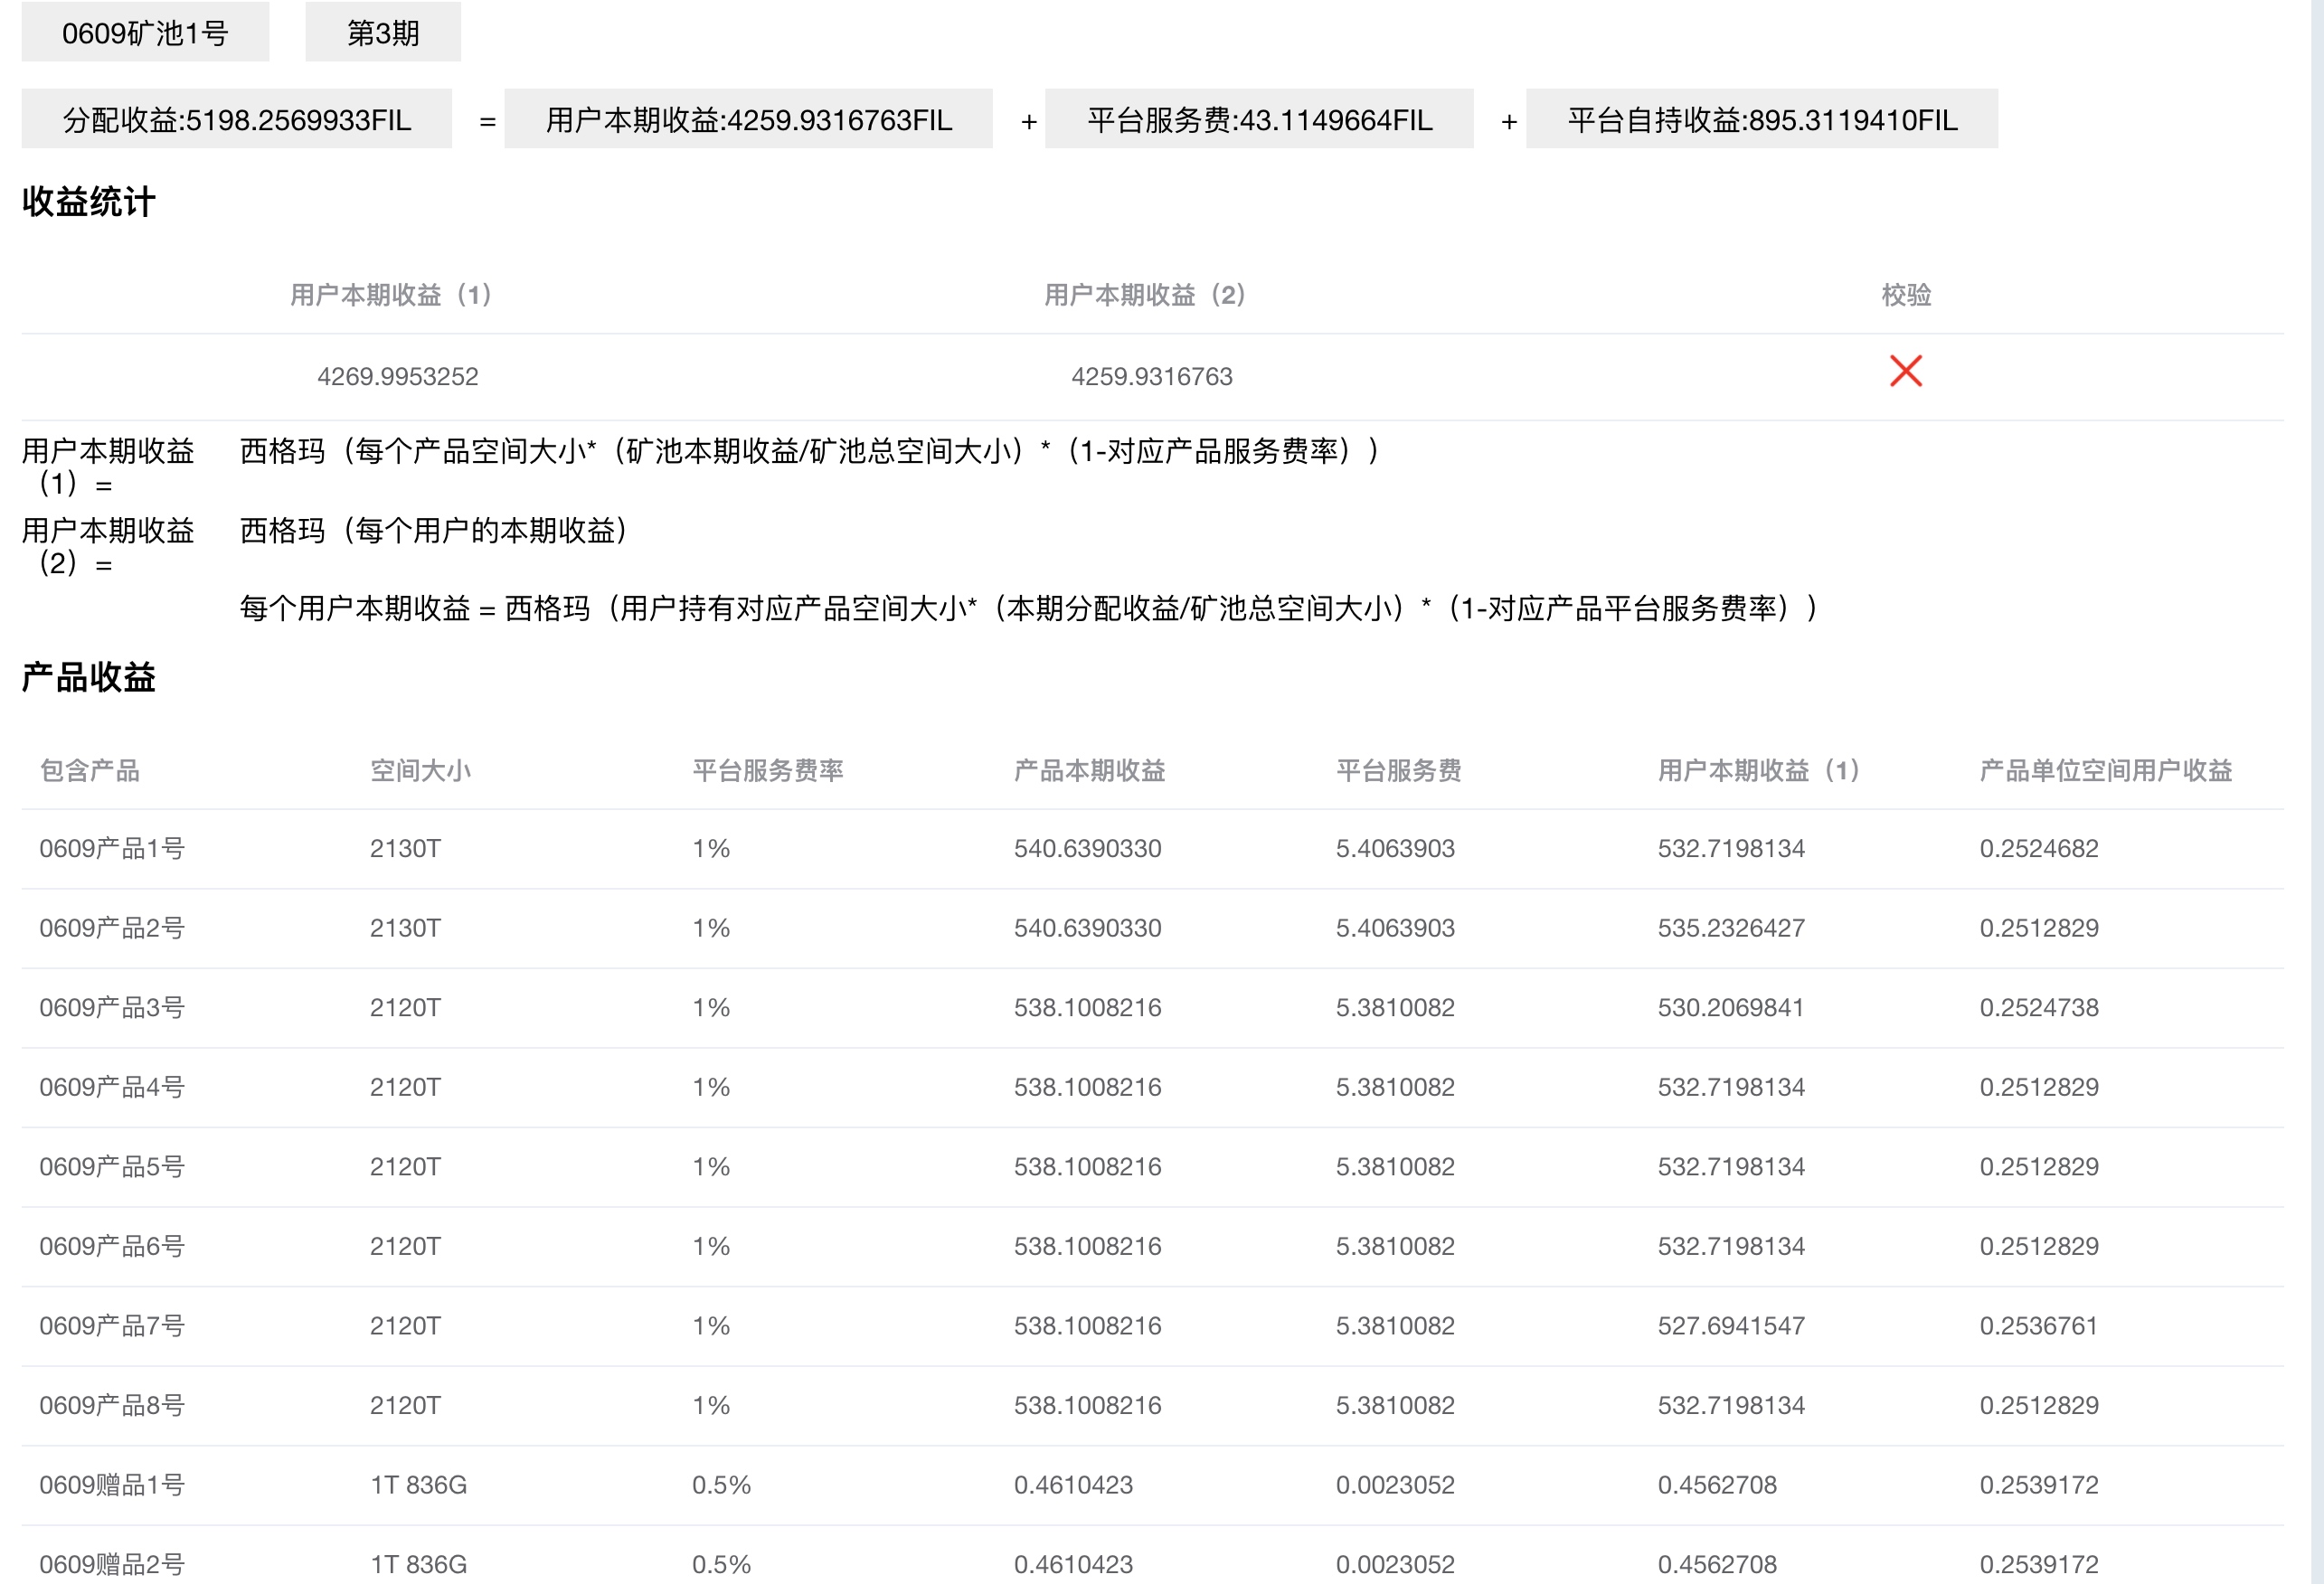 0609矿池1号 第3期
分配收益:5198.2569933FIL = 用户本期收益:4259.9316763FIL + 平台服务费:43.1149664FIL + 平台自持收益:895.3119410FIL
收益统计
用户本期收益（1） 用户本期收益（2） 校验
4269.9953252 4259.9316763
用户本期收益 西格玛（每个产品空间大小*（矿池本期收益/矿池总空间大小）*（1-对应产品服务费率））
（1）=
用户本期收益 西格玛（每个用户的本期收益）
（2）=
每个用户本期收益 = 西格玛（用户持有对应产品空间大小*（本期分配收益/矿池总空间大小）*（1-对应产品平台服务费率））
产品收益
包含产品 空间大小 平台服务费率 产品本期收益 平台服务费 用户本期收益（1） 产品单位空间用户收益
0609产品1号 2130T 1% 540.6390330 5.4063903 532.7198134 0.2524682
0609产品2号 2130T 1% 540.6390330 5.4063903 535.2326427 0.2512829
0609产品3号 2120T 1% 538.1008216 5.3810082 530.2069841 0.2524738
0609产品4号 2120T 1% 538.1008216 5.3810082 532.7198134 0.2512829
0609产品5号 2120T 1% 538.1008216 5.3810082 532.7198134 0.2512829
0609产品6号 2120T 1% 538.1008216 5.3810082 532.7198134 0.2512829
0609产品7号 2120T 1% 538.1008216 5.3810082 527.6941547 0.2536761
0609产品8号 2120T 1% 538.1008216 5.3810082 532.7198134 0.2512829
0609赠品1号 1T 836G 0.5% 0.4610423 0.0023052 0.4562708 0.2539172
0609赠品2号 1T 836G 0.5% 0.4610423 0.0023052 0.4562708 0.2539172